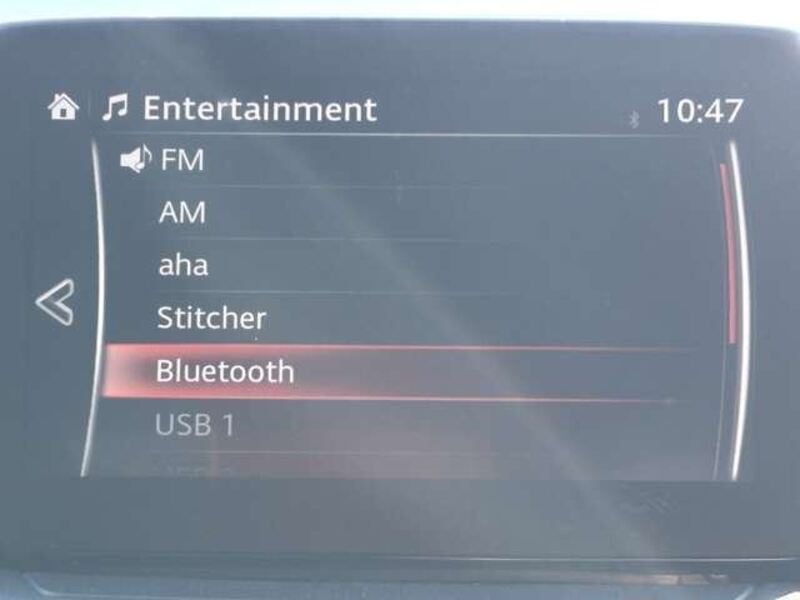 Entertainment 10:47
FM
AM
aha
Stitcher
Bluetooth
USB 1